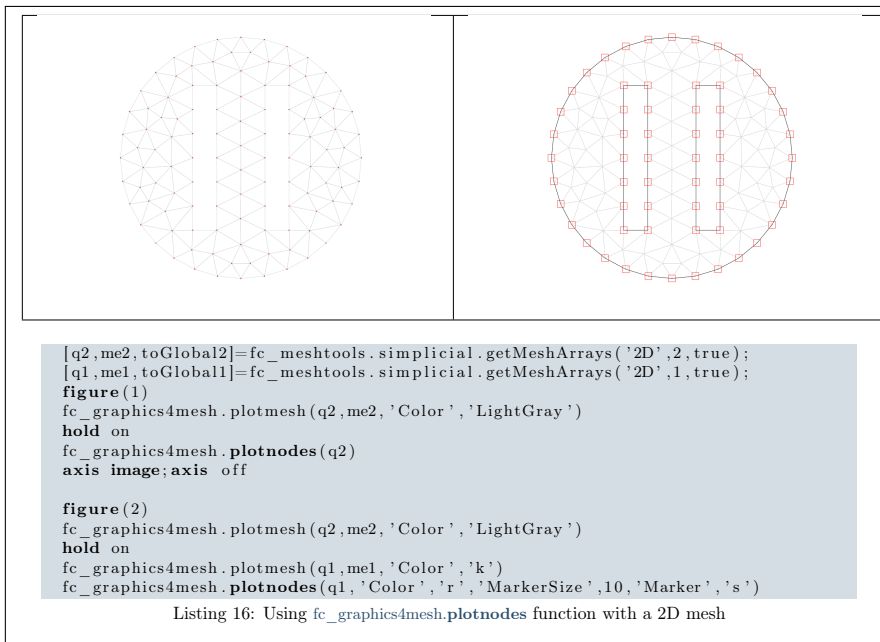 [q2,me2,toGlobal2]=fc_meshtools.simplicial.getMeshArrays('2D',2,true);
[q1,me1,toGlobal1]=fc_meshtools.simplicial.getMeshArrays('2D',1,true);
figure(1)
fc_graphics4mesh.plotmesh(q2,me2,'Color','LightGray')
hold on
fc_graphics4mesh.plotnodes(q2)
axis image;axis off
figure(2)
fc_graphics4mesh.plotmesh(q2,me2,'Color','LightGray')
hold on
fc_graphics4mesh.plotmesh(q1,me1,'Color','k')
fc_graphics4mesh.plotnodes(q1,'Color','r','MarkerSize',10,'Marker','s')
Listing 16: Using fc_graphics4mesh.plotnodes function with a 2D mesh